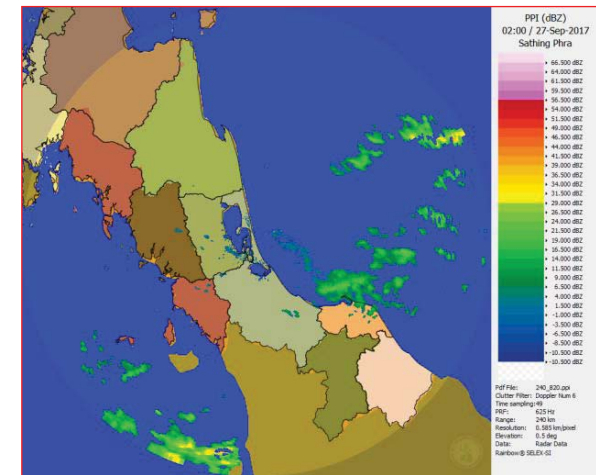 PPI (dBZ)
02:00 / 27-Sep-2017
Sathing Phra
66.500 dBZ
64.000 dBZ
61.500 dBZ
59.500 dBZ
56.500 dBZ
54.000 dBZ
51.500 dBZ
49.000 dBZ
46.500 dBZ
44.000 dBZ
41.500 dBZ
39.000 dBZ
36.500 dBZ
34.000 dBZ
31.500 dBZ
29.000 dBZ
26.500 dBZ
24.000 dBZ
21.500 dBZ
19.000 dBZ
16.500 dBZ
14.000 dBZ
11.500 dBZ
9.000 dBZ
6.500 dBZ
4.000 dBZ
1.500 dBZ
-1.000 dBZ
-3.500 dBZ
-6.500 dBZ
-8.500 dBZ
-10.500 dBZ
-10.500 dBZ
Pdf File: 240_820.ppi
Clutter Filter: Doppler Num 6
Time sampling: 49
PRF: 625 Hz
Range: 240 km
Resolution: 0.585 km/pixel
Elevation: 0.5 deg
Data: Radar Data
Rainbow® SELEX-SI